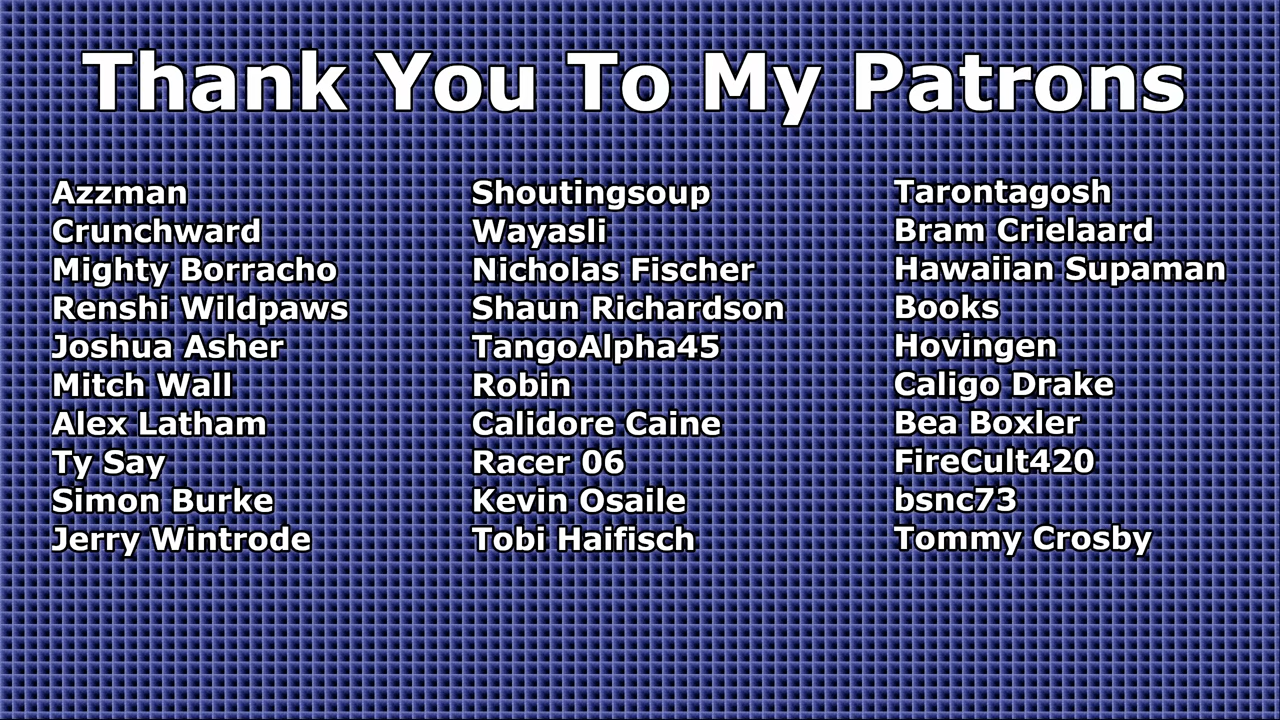 Thank You To My Patrons
Azzman
Crunchward
Mighty Borracho
Renshi Wildpaws
Joshua Asher
Mitch Wall
Alex Latham
Ty Say
Simon Burke
Jerry Wintrode
Shoutingsoup
Wayasli
Nicholas Fischer
Shaun Richardson
TangoAlpha45
Robin
Calidore Caine
Racer 06
Kevin Osaile
Tobi Haifisch
Tarontagosh
Bram Crielaard
Hawaiian Supaman
Books
Hovingen
Caligo Drake
Bea Boxler
FireCult420
bsnc73
Tommy Crosby